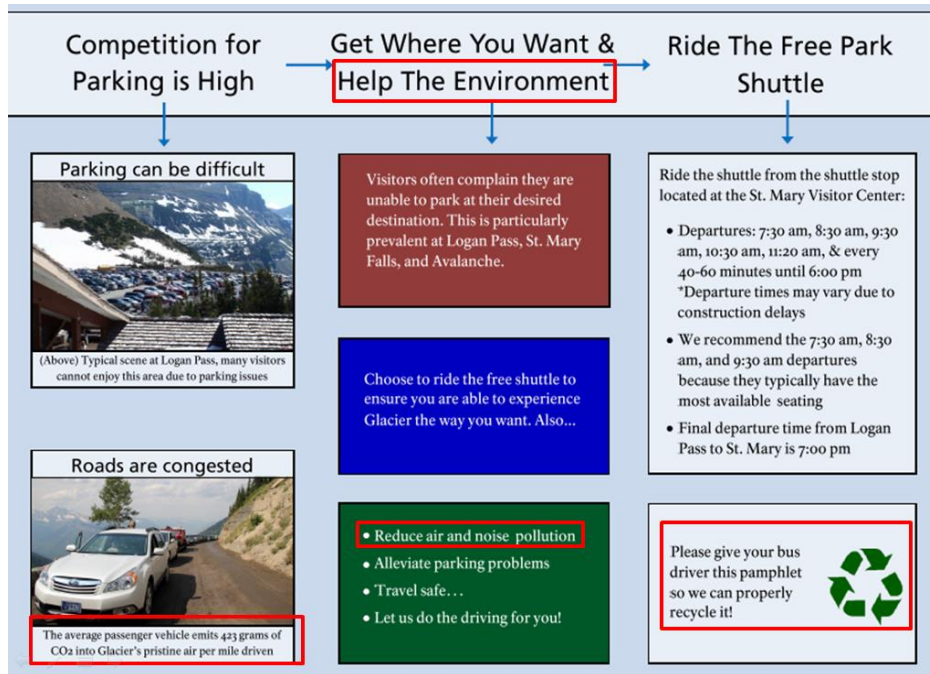 Competition for
Parking is High
Get Where You Want &
Help The Environment
Ride The Free Park
Shuttle
Parking can be difficult
(Above) Typical scene at Logan Pass, many visitors
cannot enjoy this area due to parking issues
Roads are congested
The average passenger vehicle emits 423 grams of
CO2 into Glacier's pristine air per mile driven
Visitors often complain they are
unable to park at their desired
destination. This is particularly
prevalent at Logan Pass, St. Mary
Falls, and Avalanche.
Choose to ride the free shuttle to
ensure you are able to experience
Glacier the way you want. Also...
• Reduce air and noise pollution
• Alleviate parking problems
• Travel safe...
• Let us do the driving for you!
Ride the shuttle from the shuttle stop
located at the St. Mary Visitor Center:
• Departures: 7:30 am, 8:30 am, 9:30
am, 10:30 am, 11:20 am, & every
40-60 minutes until 6:00 pm
*Departure times may vary due to
construction delays
• We recommend the 7:30 am, 8:30
am, and 9:30 am departures
because they typically have the
most available seating
• Final departure time from Logan
Pass to St. Mary is 7:00 pm
Please give your bus
driver this pamphlet
so we can properly
recycle it!